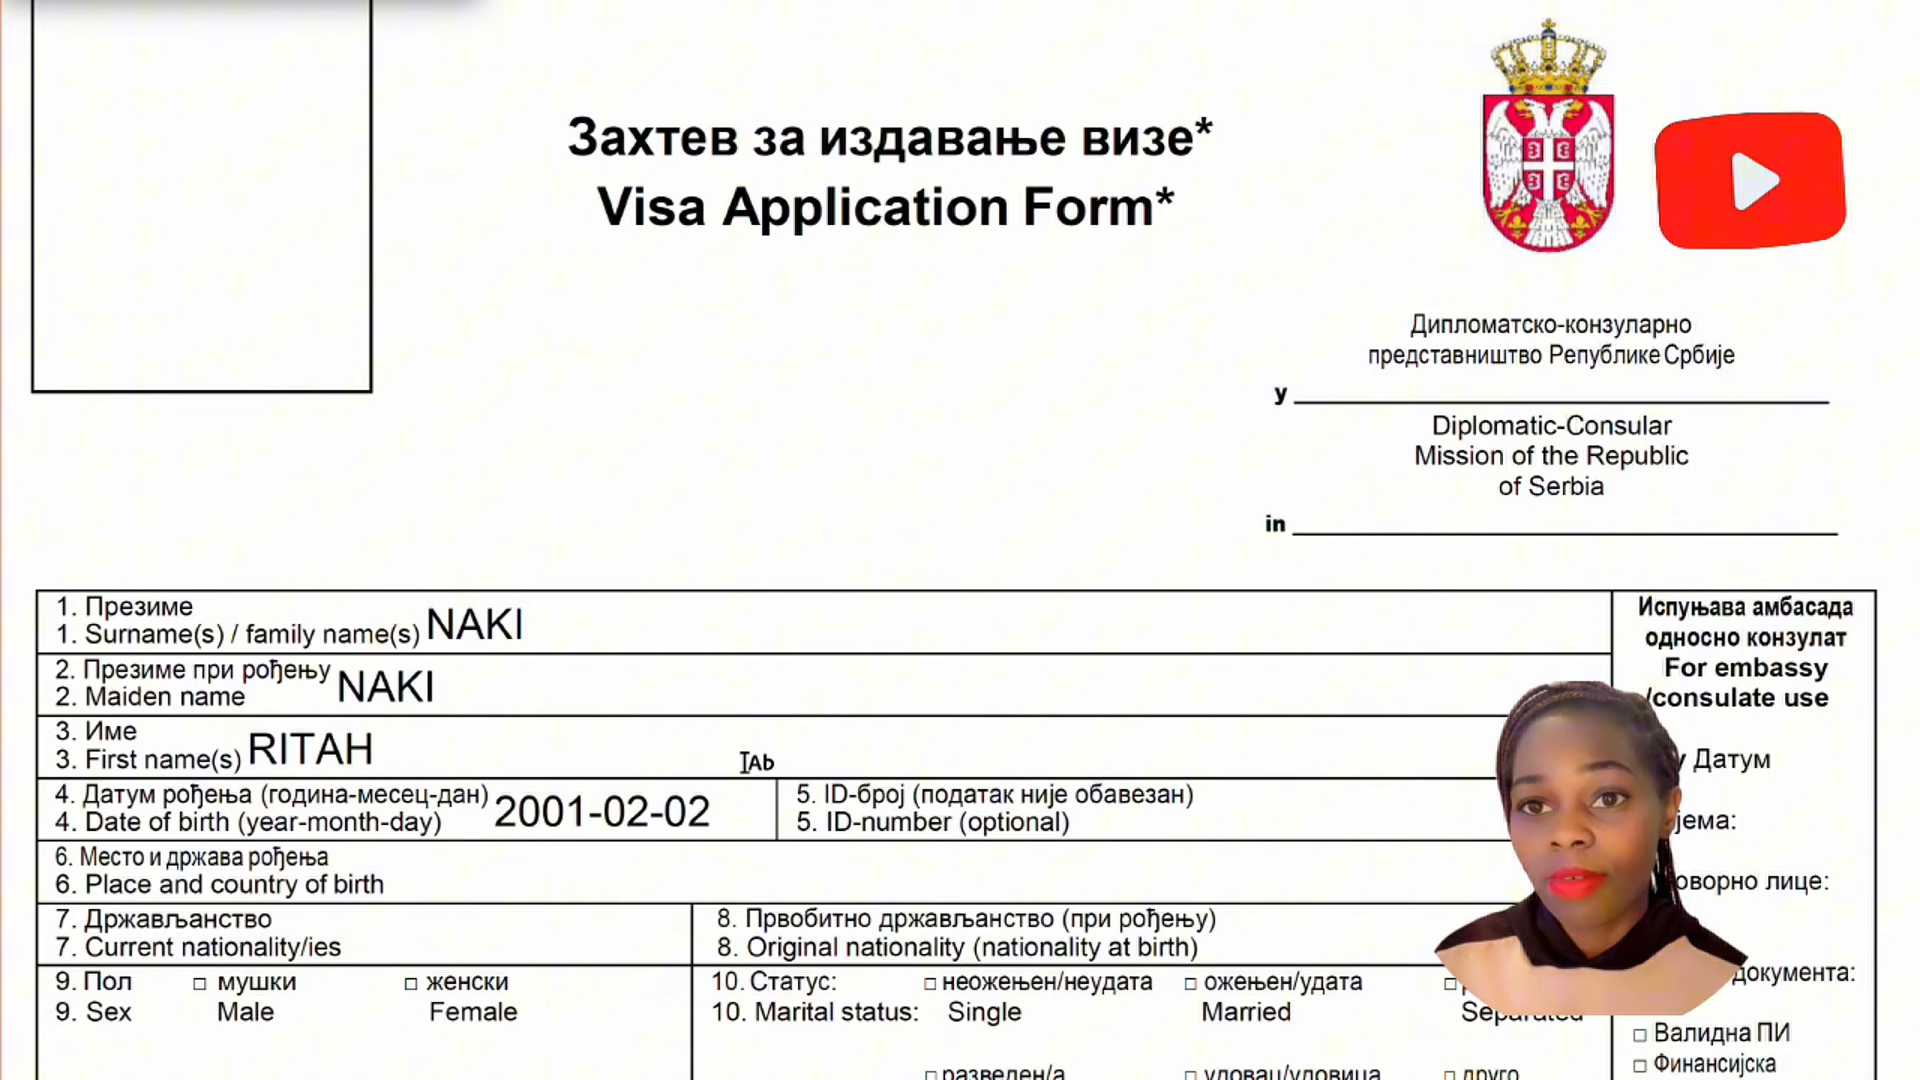 Захтев за издавање визе*
Visa Application Form*
Дипломатско-конзуларно
представништво Републике Србије
у
Diplomatic-Consular
Mission of the Republic
of Serbia
in
1. Презиме
1. Surname(s) / family name(s) NAKI
2. Презиме при рођењу
2. Maiden name NAKI
3. Име
3. First name(s) RITAH
Ab
4. Датум рођења (година-месец-дан)
4. Date of birth (year-month-day) 2001-02-02
5. ID-број (податак није обавезан)
5. ID-number (optional)
6. Место и држава рођења
6. Place and country of birth
7. Држављанство
7. Current nationality/ies
8. Првобитно држављанство (при рођењу)
8. Original nationality (nationality at birth)
9. Пол □ мушки □ женски
9. Sex Male Female
10. Статус: □ неожењен/неудата □ ожењен/удата □
10. Marital status: Single Married Separated
□ разведен/а □ удовац/удовица □ друго
Испуњава амбасада
односно конзулат
For embassy
/consulate use
Датум
јема:
оворно лице:
документа:
□ Валидна ПИ
□ Финансијска